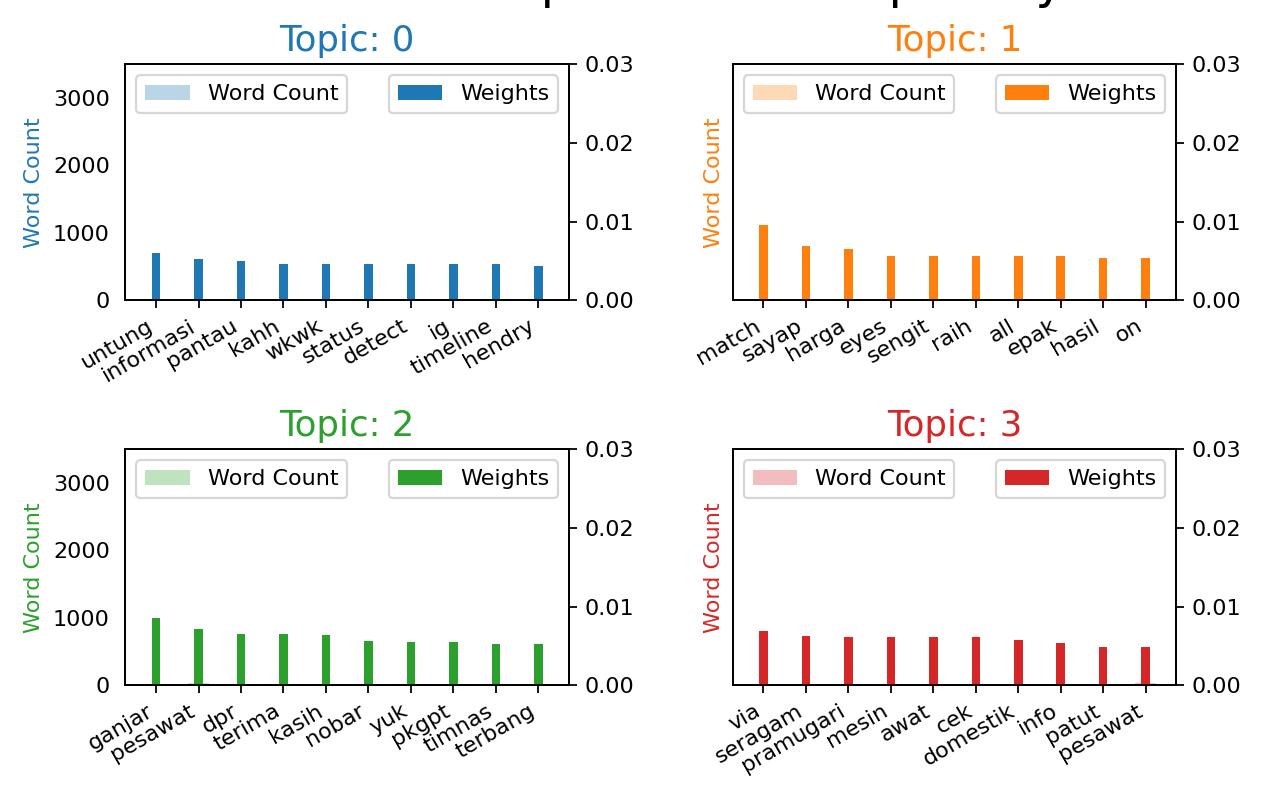 Topic: 0
Word Count
Weights
Word Count
3000
2000
1000
0
0.03
0.02
0.01
0.00
untung
informasi
pantau
kahh
wkwk
status
detect
ig
timeline
hendry
Topic: 1
Word Count
Weights
Word Count
0.03
0.02
0.01
0.00
match
sayap
harga
eyes
sengit
raih
all
epak
hasil
on
Topic: 2
Word Count
Weights
Word Count
3000
2000
1000
0
0.03
0.02
0.01
0.00
ganjar
pesawat
dpr
terima
kasih
nobar
yuk
pkgpt
timnas
terbang
Topic: 3
Word Count
Weights
Word Count
0.03
0.02
0.01
0.00
via
seragam
pramugari
mesin
awat
cek
domestik
info
patut
pesawat